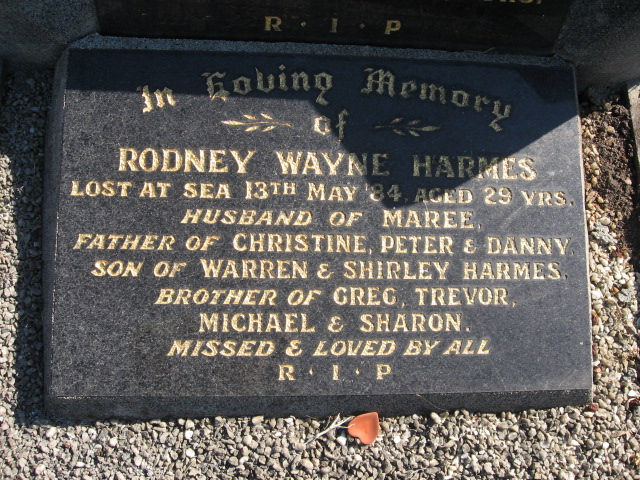 R · I · P
In Loving Memory
of
RODNEY WAYNE HARMES
LOST AT SEA 13TH MAY '84, AGED 29 YRS.
HUSBAND OF MAREE,
FATHER OF CHRISTINE, PETER & DANNY,
SON OF WARREN & SHIRLEY HARMES.
BROTHER OF GREG, TREVOR,
MICHAEL & SHARON.
MISSED & LOVED BY ALL
R · I · P